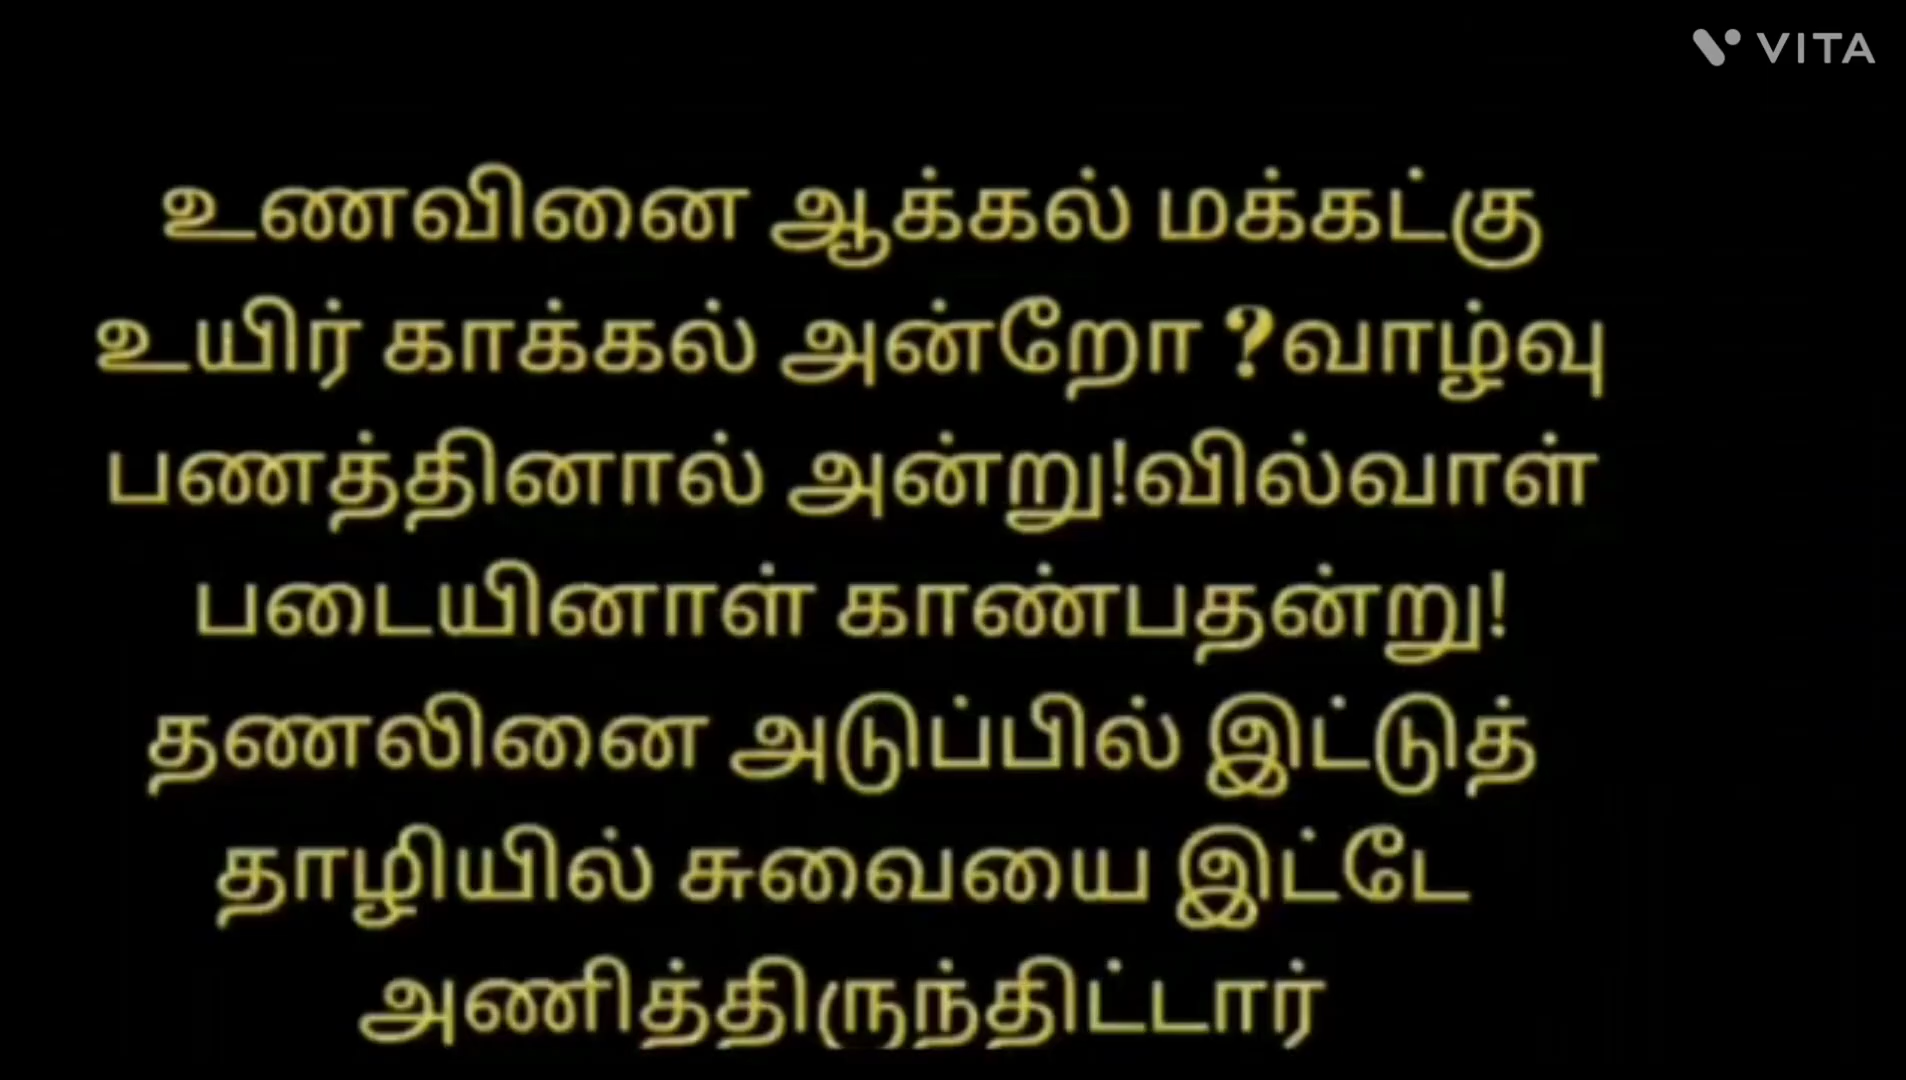 VITA
உணவினை ஆக்கல் மக்கட்கு
உயிர் காக்கல் அன்றோ ?வாழ்வு
பணத்தினால் அன்று!வில்வாள்
படையினாள் காண்பதன்று!
தணலினை அடுப்பில் இட்டுத்
தாழியில் சுவையை இட்டே
அணித்திருந்திட்டார்